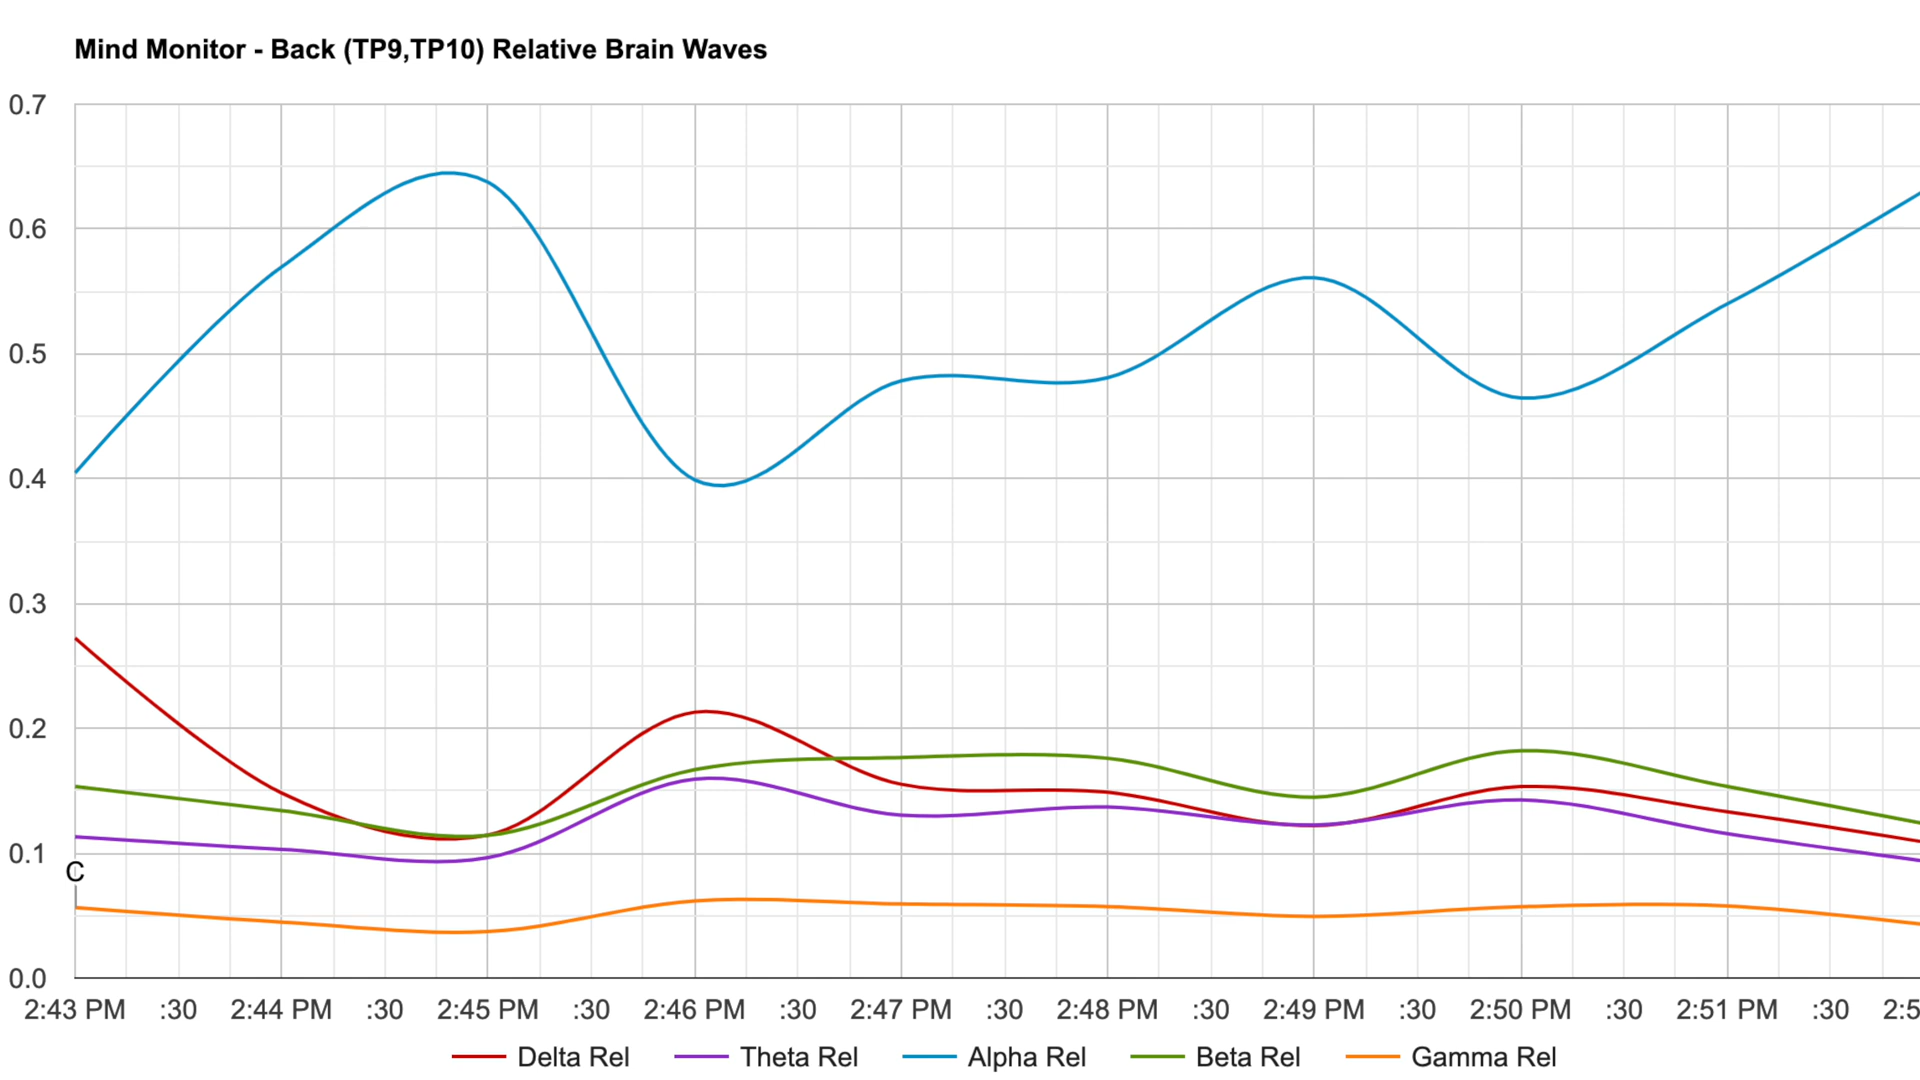 Mind Monitor - Back (TP9,TP10) Relative Brain Waves
0.7
0.6
0.5
0.4
0.3
0.2
0.1
C
0.0
2:43 PM :30 2:44 PM :30 2:45 PM :30 2:46 PM :30 2:47 PM :30 2:48 PM :30 2:49 PM :30 2:50 PM :30 2:51 PM :30 2:5
Delta Rel Theta Rel Alpha Rel Beta Rel Gamma Rel